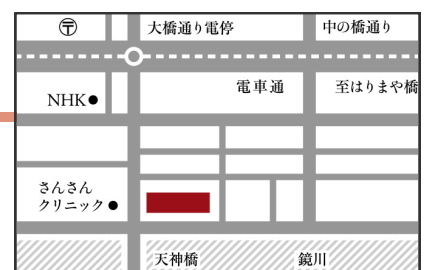 〒
大橋通り電停
中の橋通り
電車通
至はりまや橋
NHK
さんさん
クリニック
天神橋
鏡川